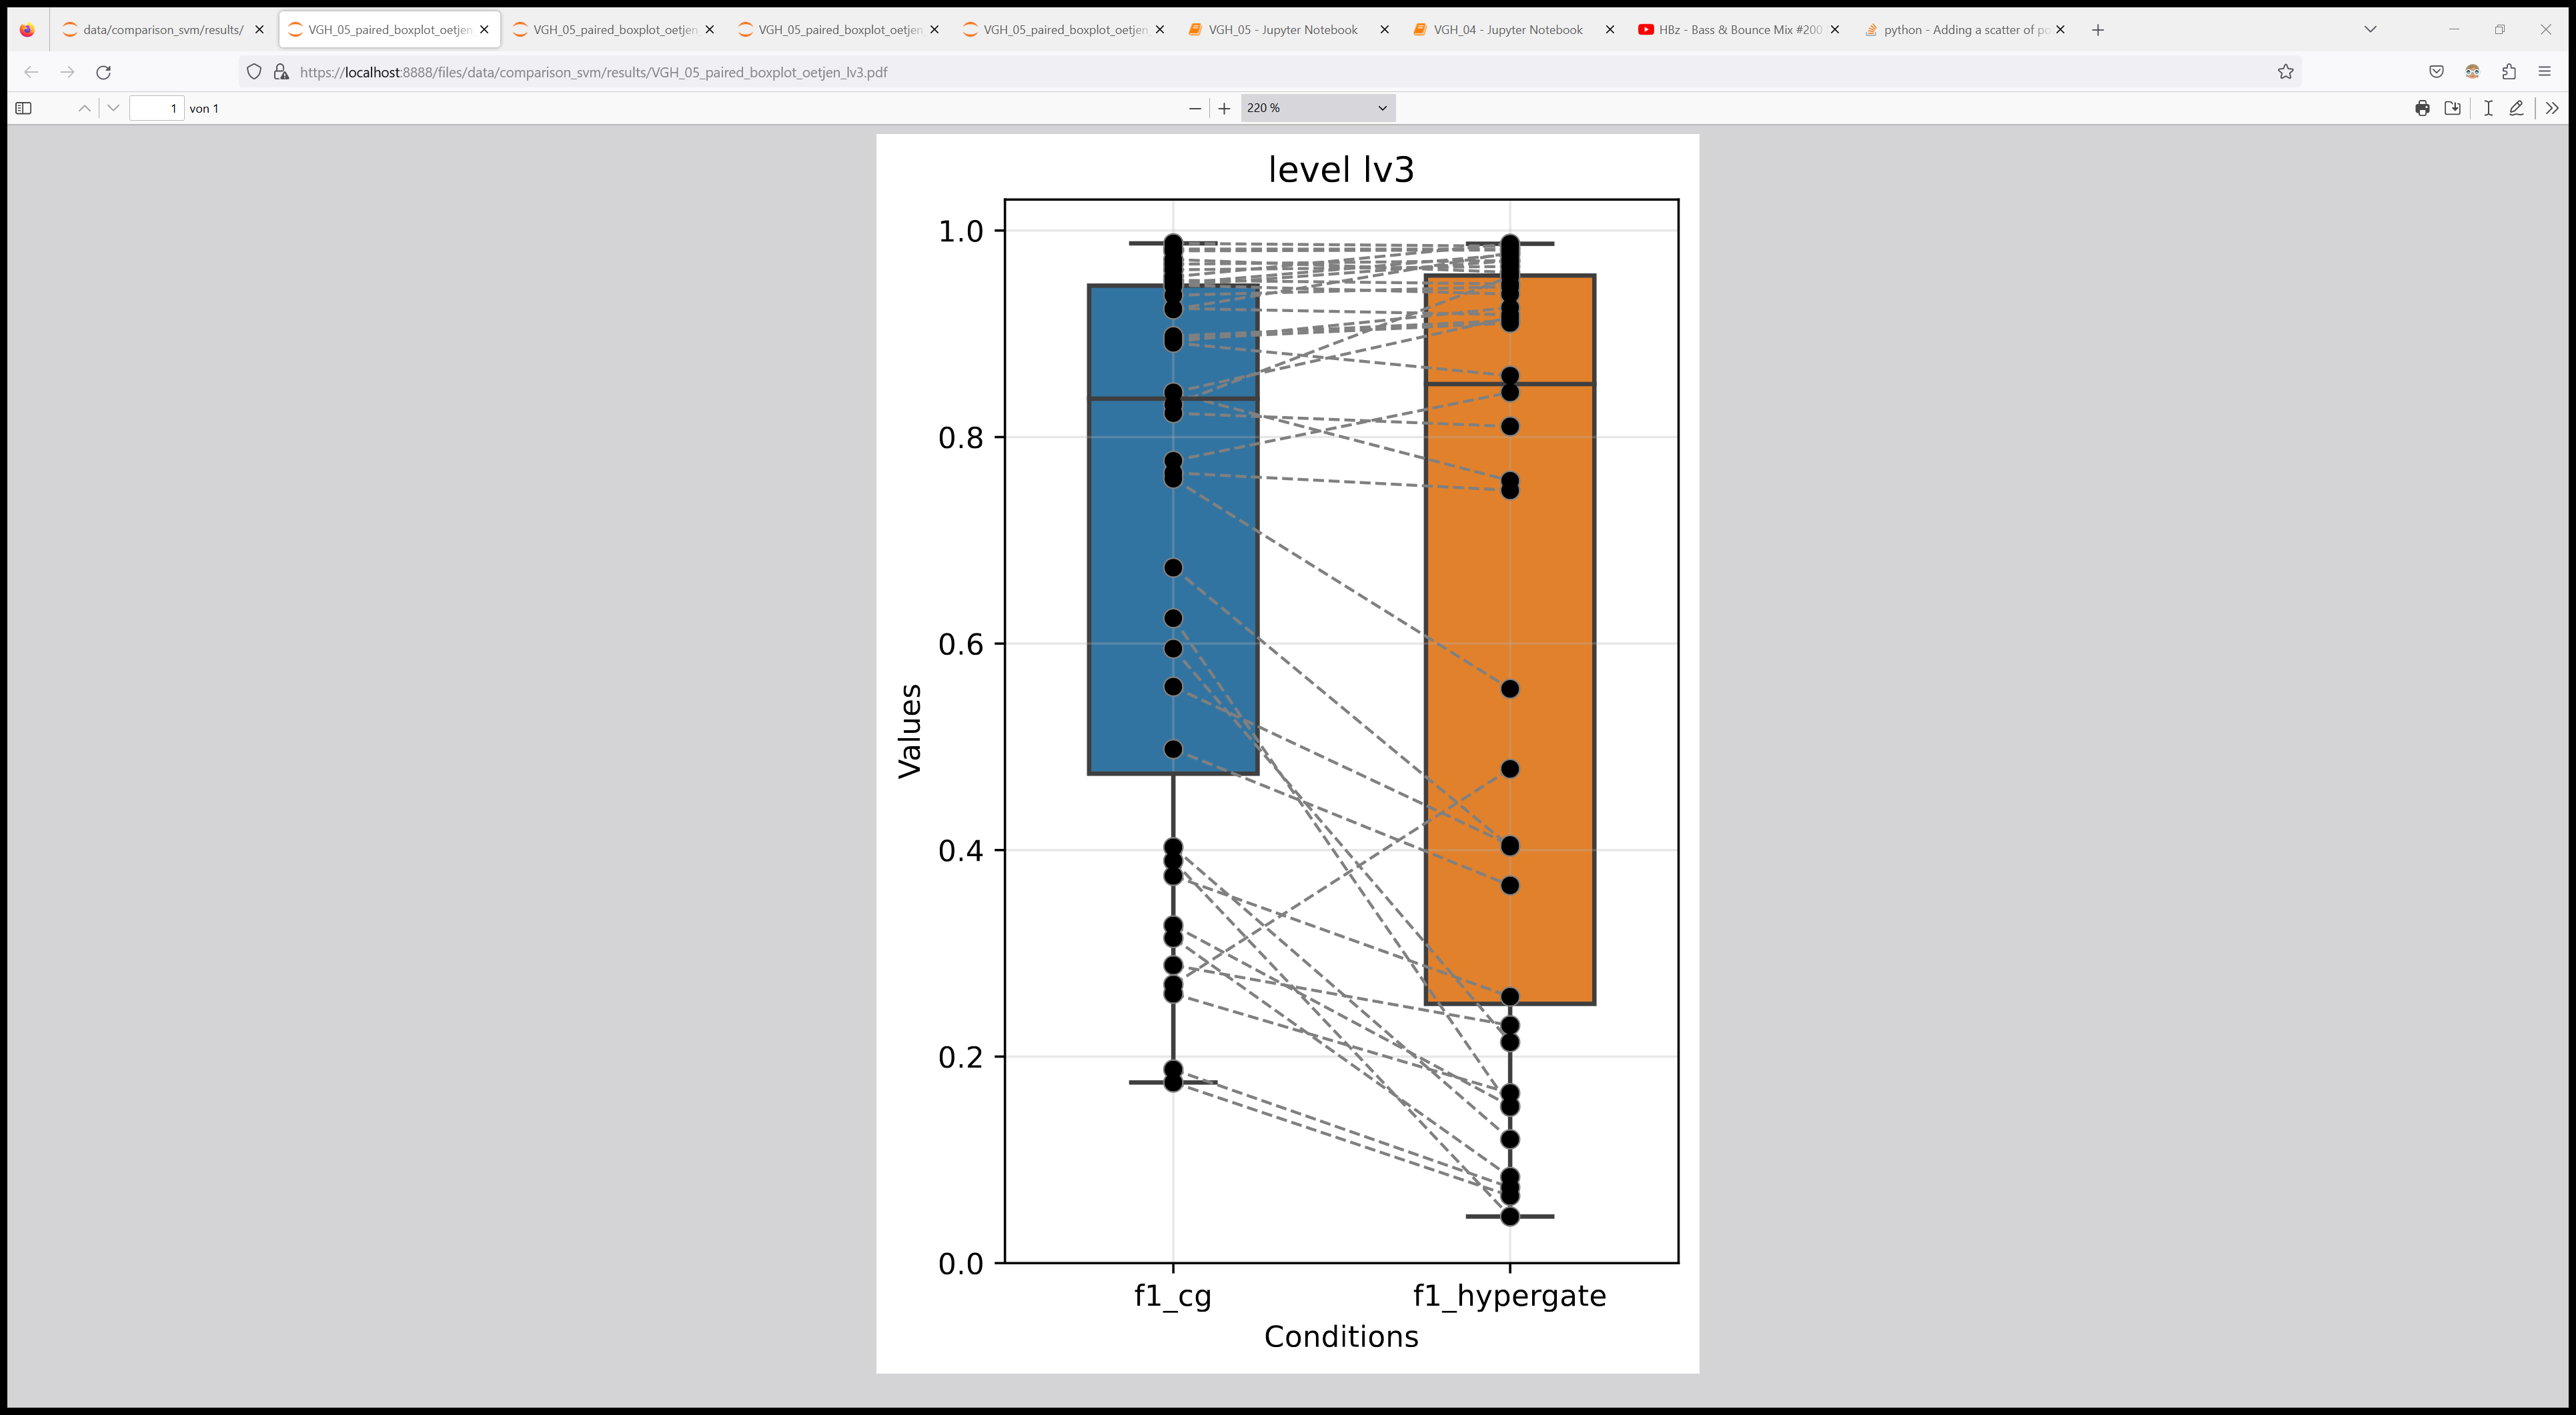 data/comparison_svm/results/
VGH_05_paired_boxplot_oetjen
VGH_05_paired_boxplot_oetjen
VGH_05_paired_boxplot_oetjen
VGH_05_paired_boxplot_oetjen
VGH_05 - Jupyter Notebook
VGH_04 - Jupyter Notebook
HBz - Bass & Bounce Mix #200
python - Adding a scatter of po
https://localhost:8888/files/data/comparison_svm/results/VGH_05_paired_boxplot_oetjen_lv3.pdf
1 von 1
220 %
level lv3
1.0
0.8
0.6
0.4
0.2
0.0
Values
f1_cg
f1_hypergate
Conditions